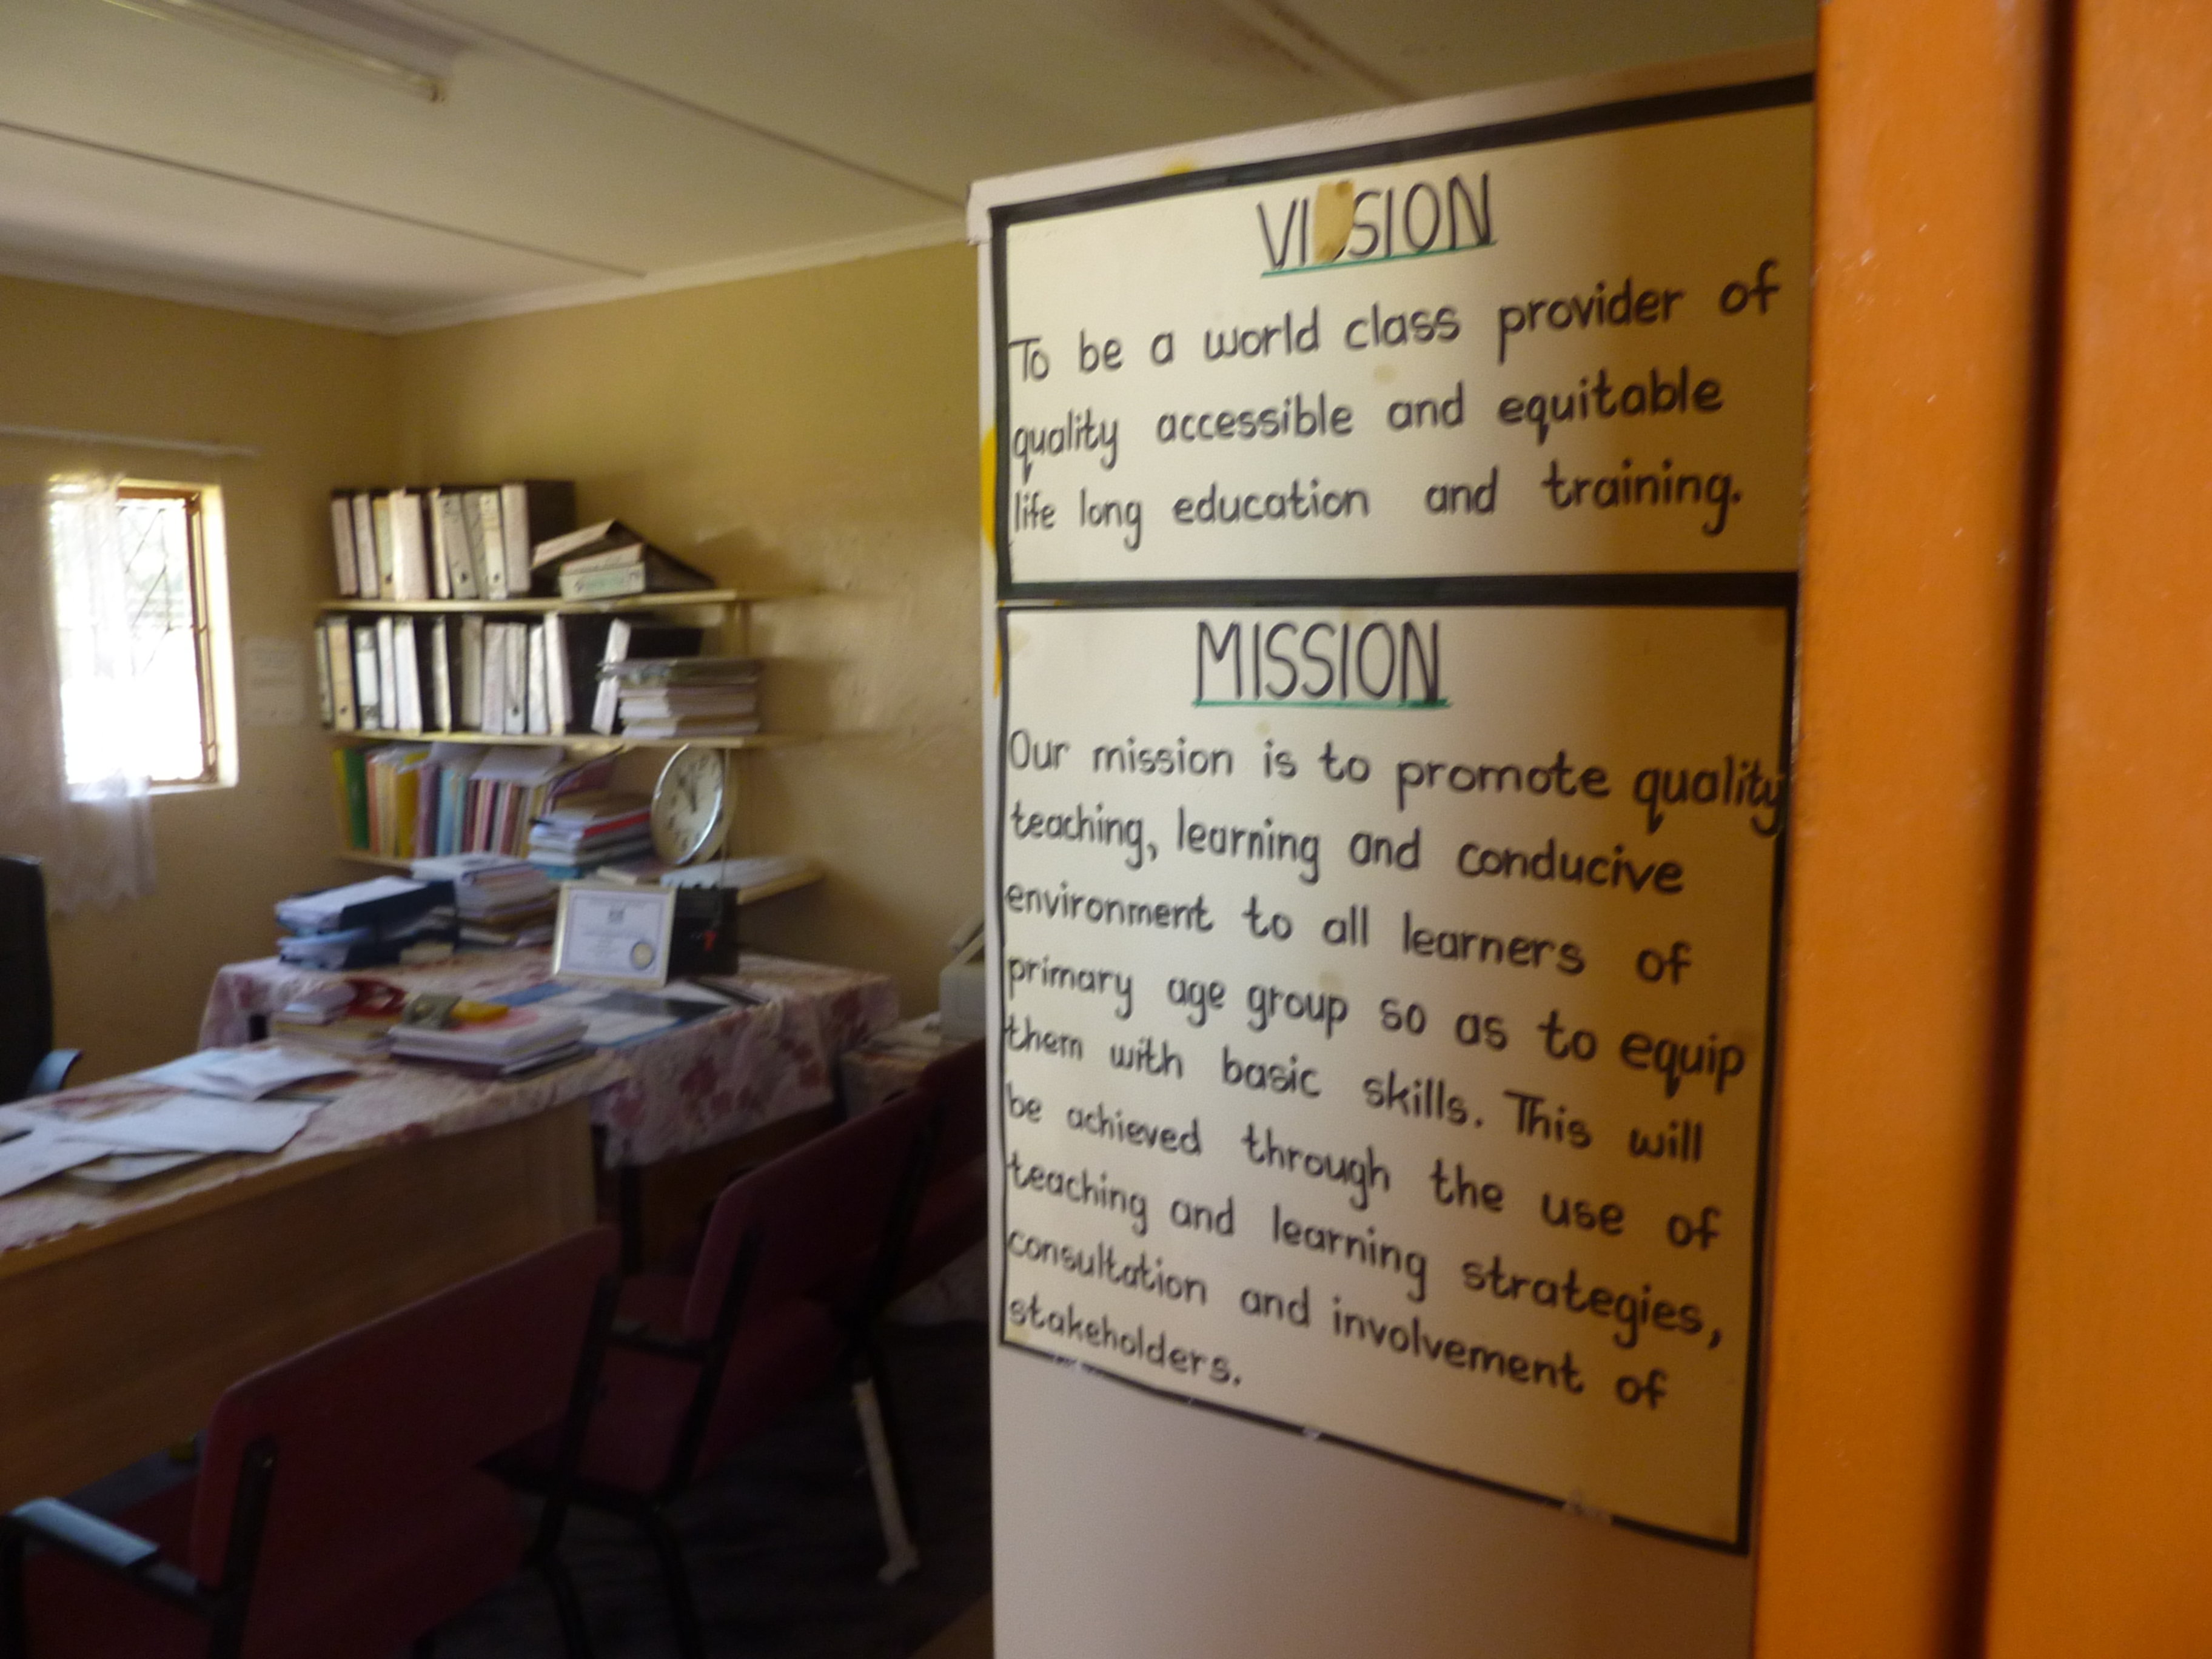 VISION
To be a world class provider of
quality accessible and equitable
life long education and training.
MISSION
Our mission is to promote quality
teaching, learning and conducive
environment to all learners of
primary age group so as to equip
them with basic skills. This will
be achieved through the use of
teaching and learning strategies,
consultation and involvement of
stakeholders.